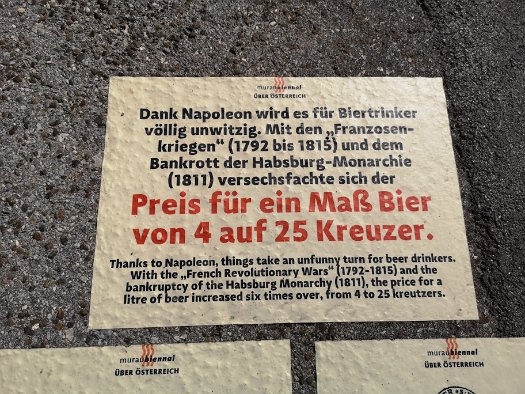 muraubiennal
ÜBER ÖSTERREICH
Dank Napoleon wird es für Biertrinker
völlig unwitzig. Mit den „Franzosen-
kriegen“ (1792 bis 1815) und dem
Bankrott der Habsburg-Monarchie
(1811) versechsfachte sich der
Preis für ein Maß Bier
von 4 auf 25 Kreuzer.
Thanks to Napoleon, things take an unfunny turn for beer drinkers.
With the „French Revolutionary Wars“ (1792-1815) and the
bankruptcy of the Habsburg Monarchy (1811), the price for a
litre of beer increased six times over, from 4 to 25 kreutzers.
muraubiennal
ÜBER ÖSTERREICH
muraubiennal
ÜBER ÖSTERREICH